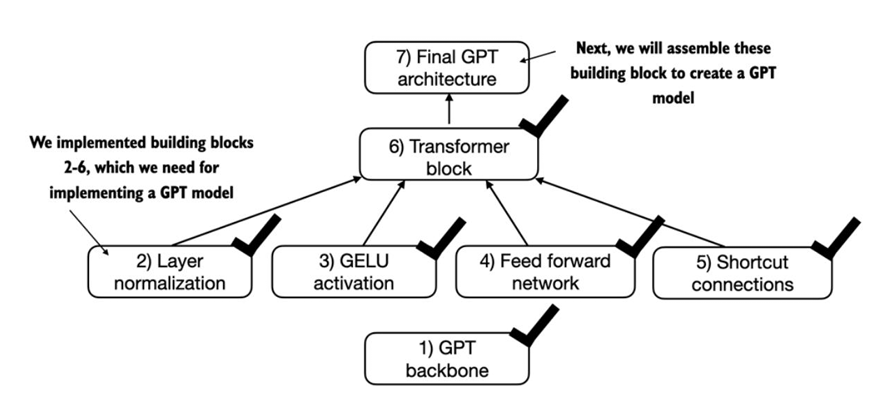 7) Final GPT
architecture
Next, we will assemble these
building block to create a GPT
model
We implemented building blocks
2-6, which we need for
implementing a GPT model
6) Transformer
block
2) Layer
normalization
3) GELU
activation
4) Feed forward
network
5) Shortcut
connections
1) GPT
backbone